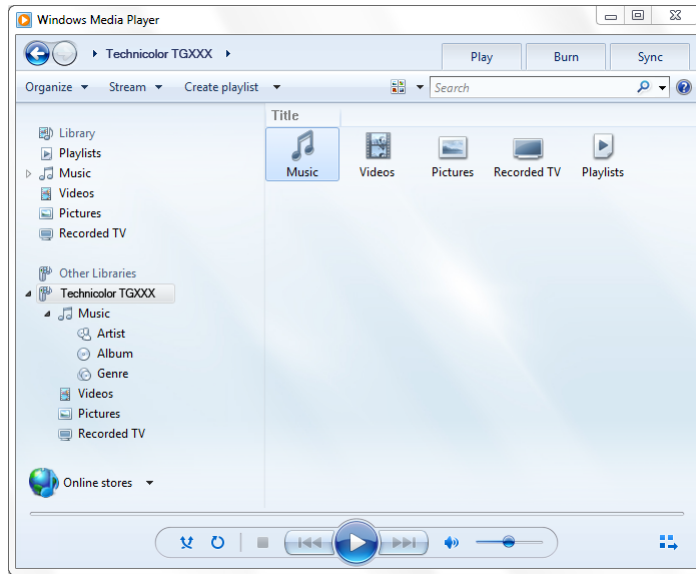 Windows Media Player
Technicolor TGXXX
Play Burn Sync
Organize Stream Create playlist Search
Title
Music Videos Pictures Recorded TV Playlists
Library
Playlists
Music
Videos
Pictures
Recorded TV
Other Libraries
Technicolor TGXXX
Music
Artist
Album
Genre
Videos
Pictures
Recorded TV
Online stores